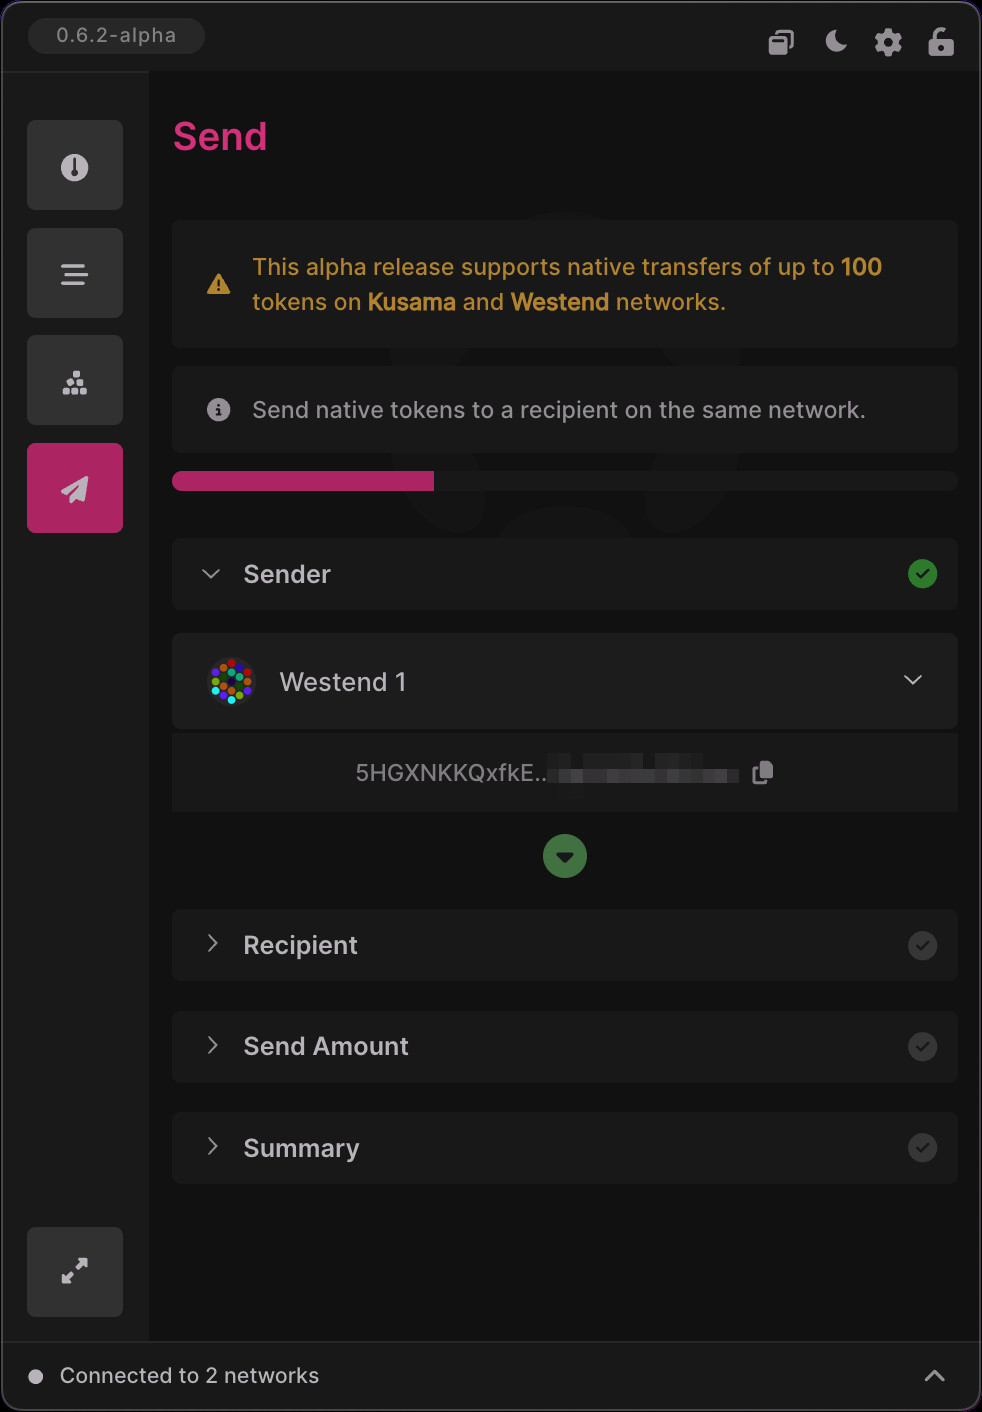 0.6.2-alpha
Send
This alpha release supports native transfers of up to 100
tokens on Kusama and Westend networks.
Send native tokens to a recipient on the same network.
Sender
Westend 1
5HGXNKKQxfkE..
Recipient
Send Amount
Summary
Connected to 2 networks